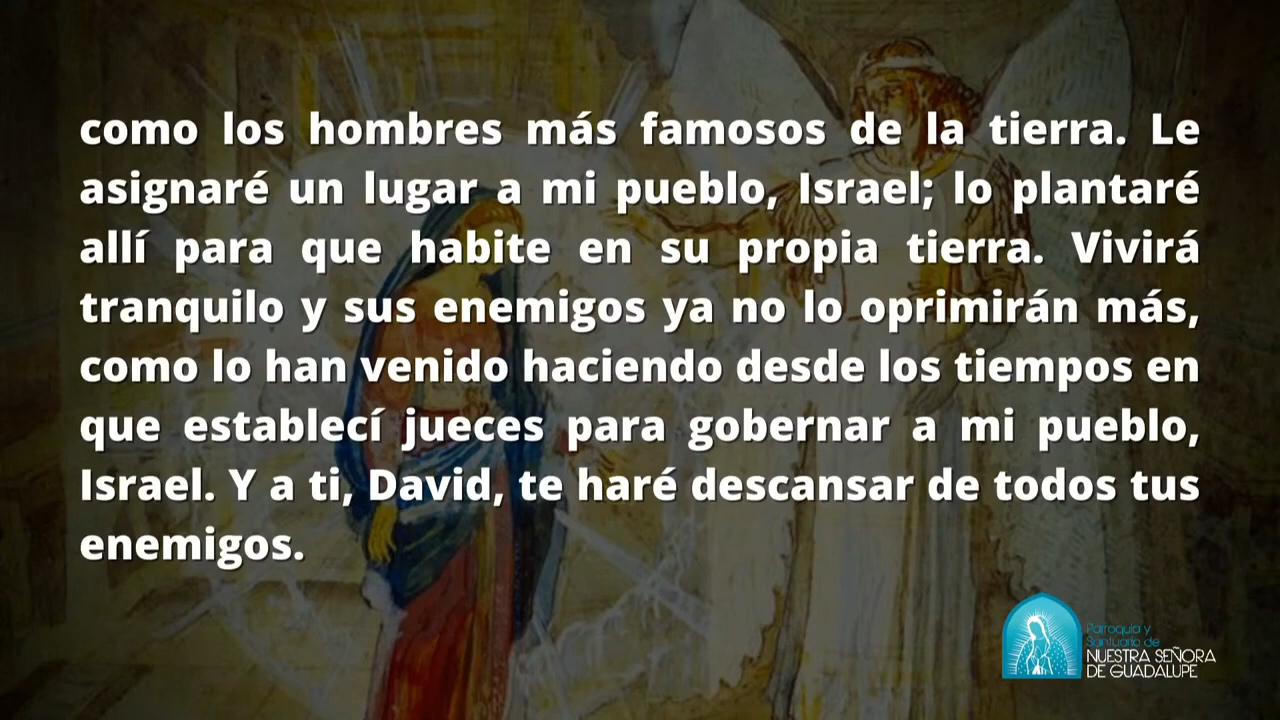 como los hombres más famosos de la tierra. Le
asignaré un lugar a mi pueblo, Israel; lo plantaré
allí para que habite en su propia tierra. Vivirá
tranquilo y sus enemigos ya no lo oprimirán más,
como lo han venido haciendo desde los tiempos en
que establecí jueces para gobernar a mi pueblo,
Israel. Y a ti, David, te haré descansar de todos tus
enemigos.
Parroquia y
Santuario de
NUESTRA SEÑORA
DE GUADALUPE